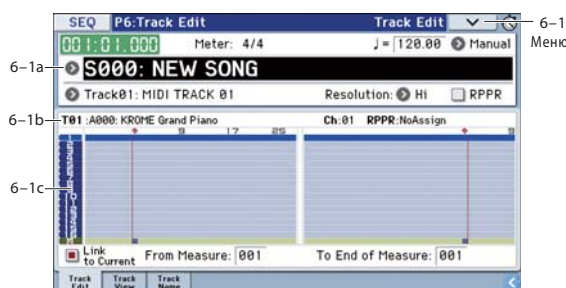 SEQ P6:Track Edit Track Edit
6–1
Меню
001:01.000 Meter: 4/4 ♩= 120.00 Manual
6–1a
S000: NEW SONG
Track01: MIDI TRACK 01 Resolution: Hi RPPR
6–1b
T01 :A000: KROME Grand Piano Ch:01 RPPR:NoAssign
9 17 25 9
6–1c
Link to Current From Measure: 001 To End of Measure: 001
Track Edit Track View Track Name